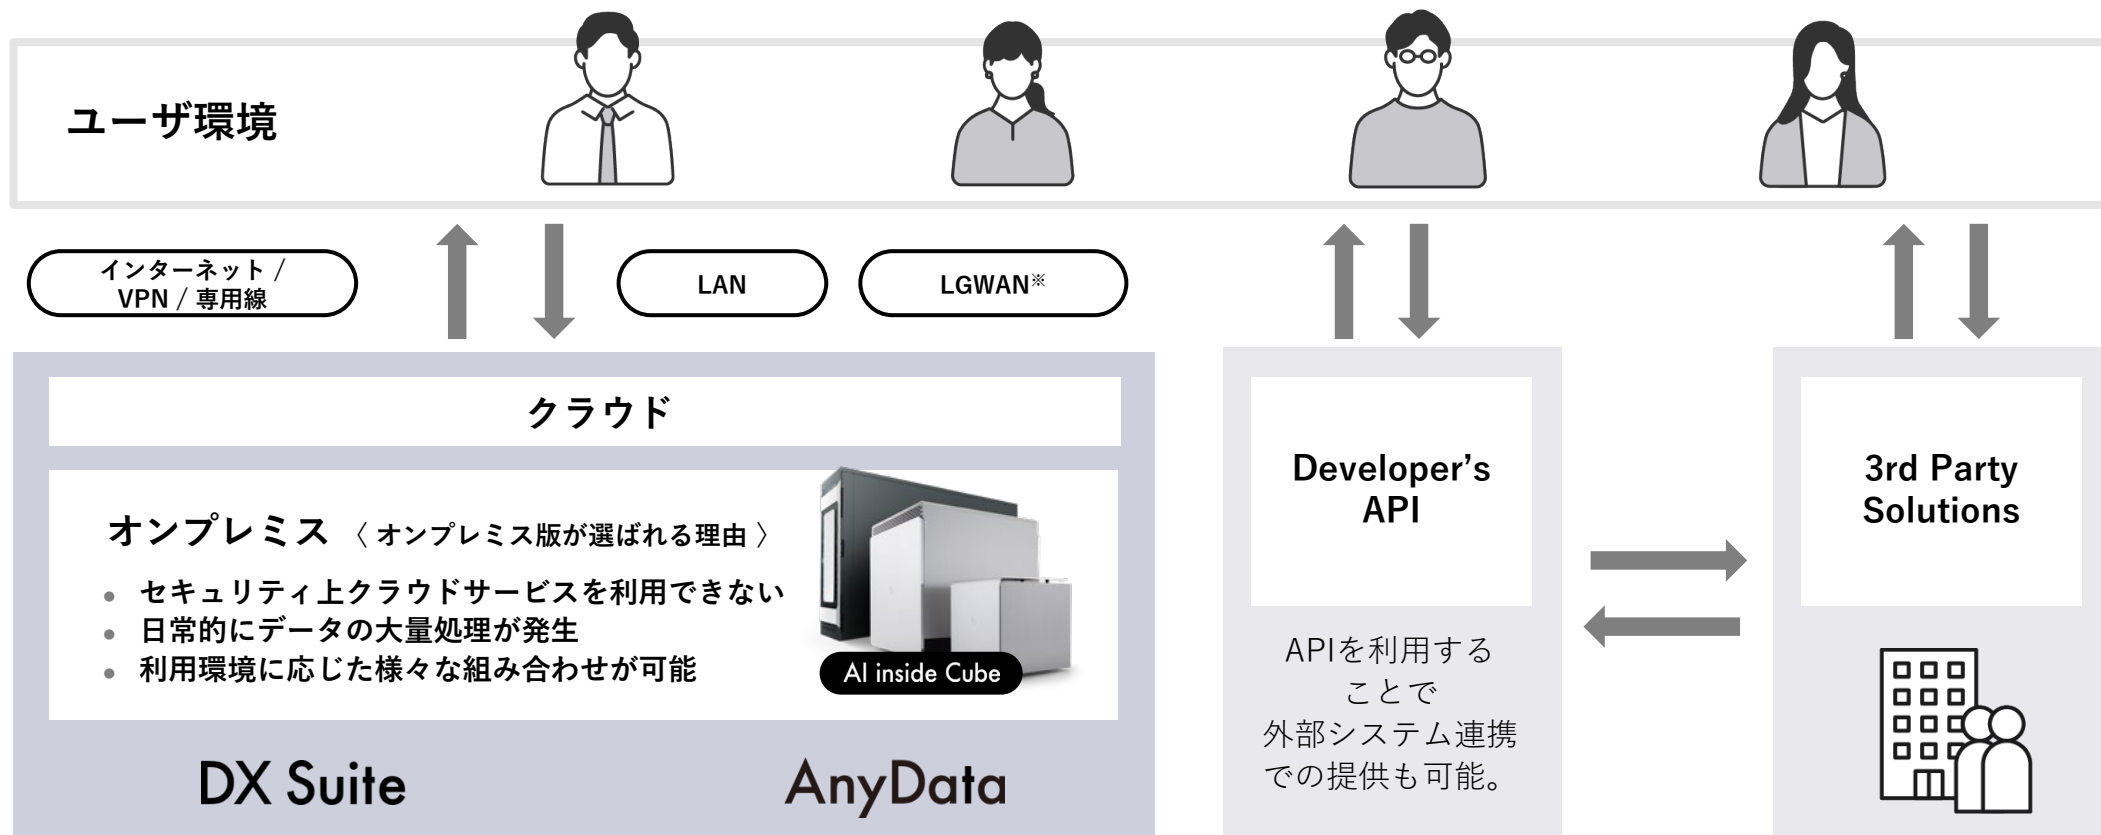 ユーザ環境
インターネット /
VPN / 専用線
LAN
LGWAN※
クラウド
オンプレミス 〈 オンプレミス版が選ばれる理由 〉
• セキュリティ上クラウドサービスを利用できない
• 日常的にデータの大量処理が発生
• 利用環境に応じた様々な組み合わせが可能
AI inside Cube
DX Suite
AnyData
Developer’s
API
APIを利用する
ことで
外部システム連携
での提供も可能。
3rd Party
Solutions